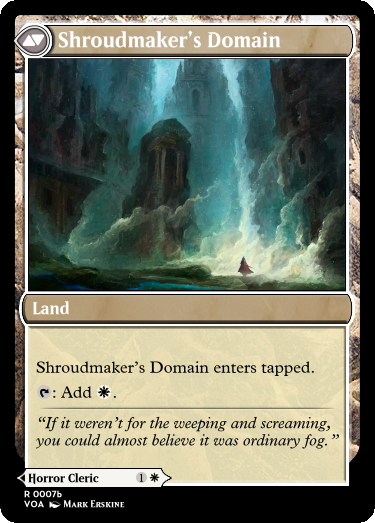 Shroudmaker's Domain
Land
Shroudmaker's Domain enters tapped.
: Add .
“If it weren't for the weeping and screaming,
you could almost believe it was ordinary fog.”
Horror Cleric 1
R 0007b
VOA Mark Erskine